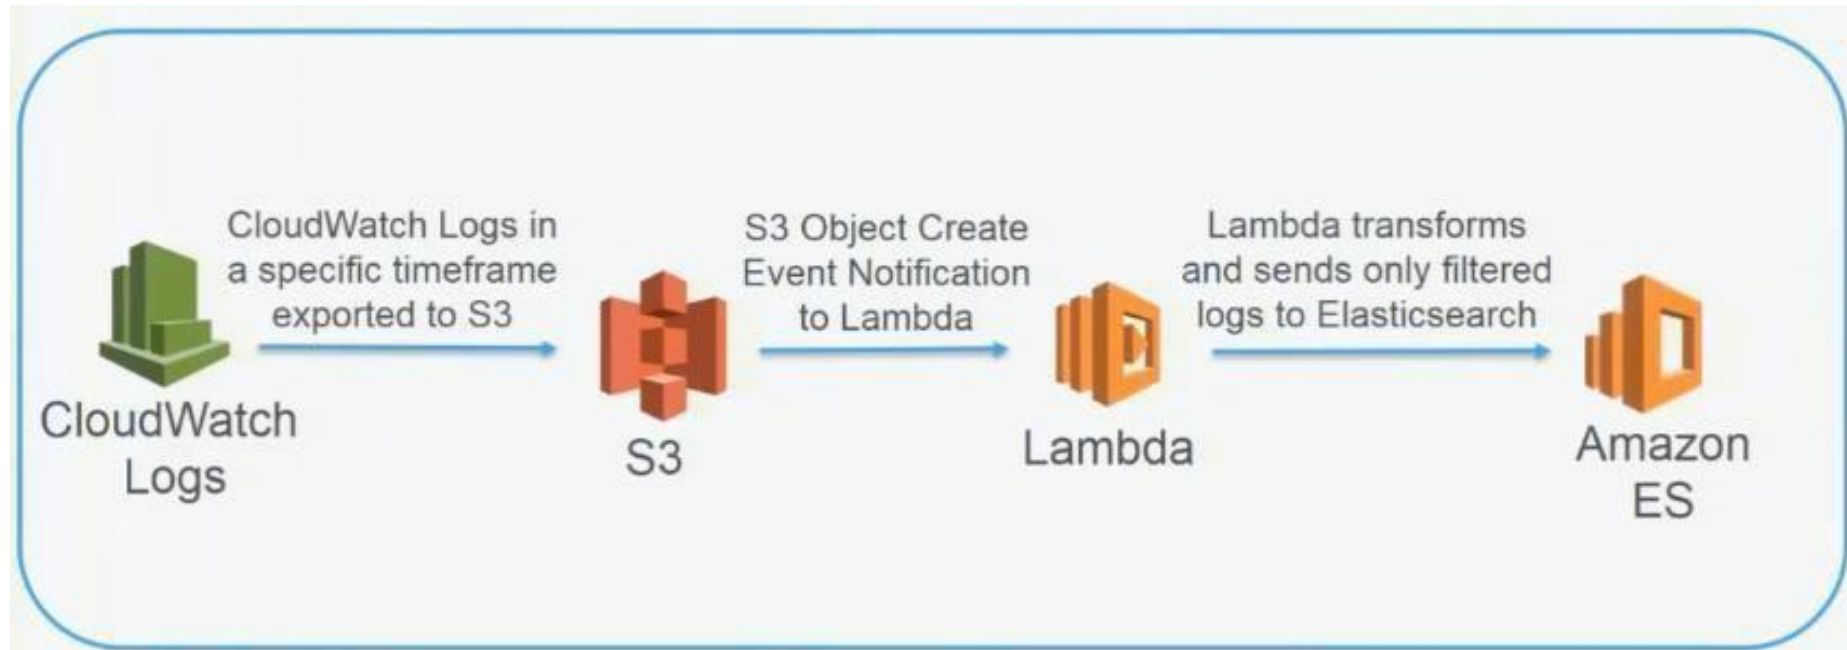 CloudWatch Logs in
a specific timeframe
exported to S3
S3 Object Create
Event Notification
to Lambda
Lambda transforms
and sends only filtered
logs to Elasticsearch
CloudWatch
Logs
S3
Lambda
Amazon
ES